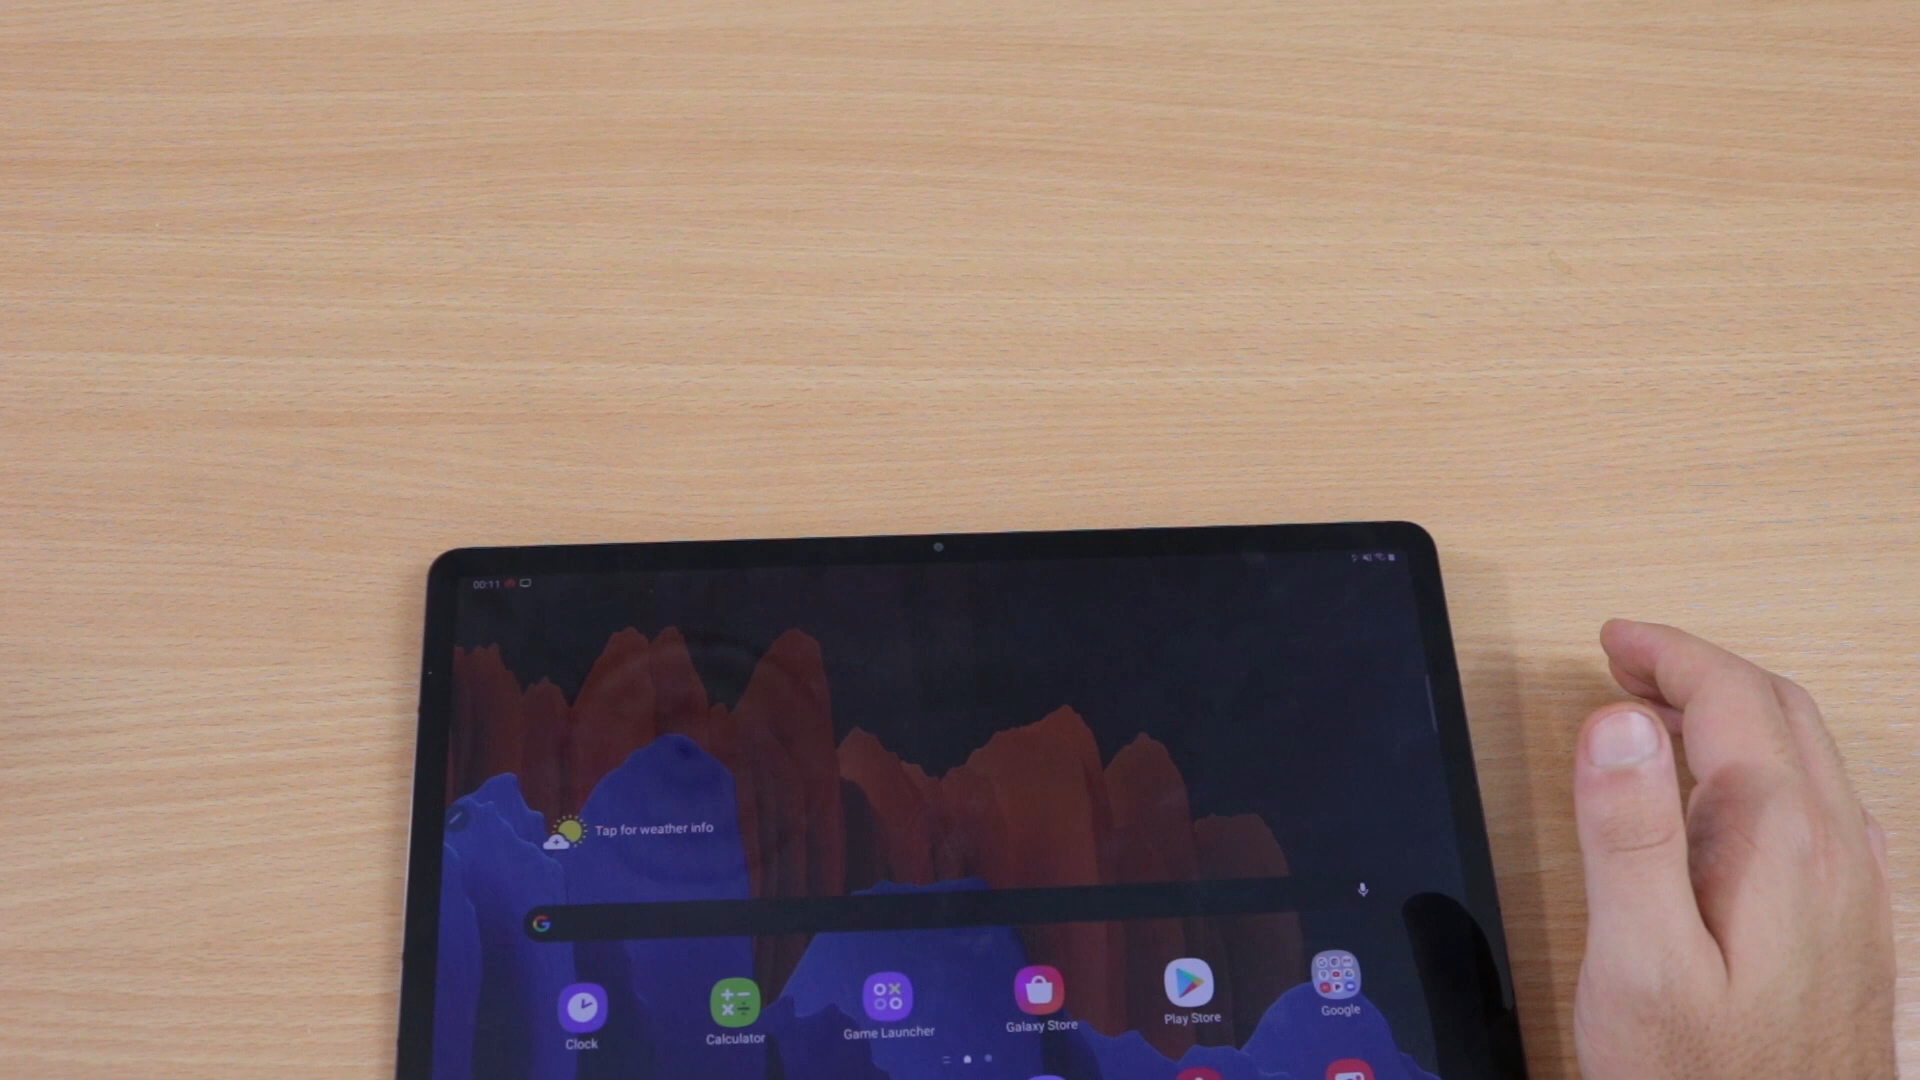 00:11
Tap for weather info
G
Clock
Calculator
Game Launcher
Galaxy Store
Play Store
Google